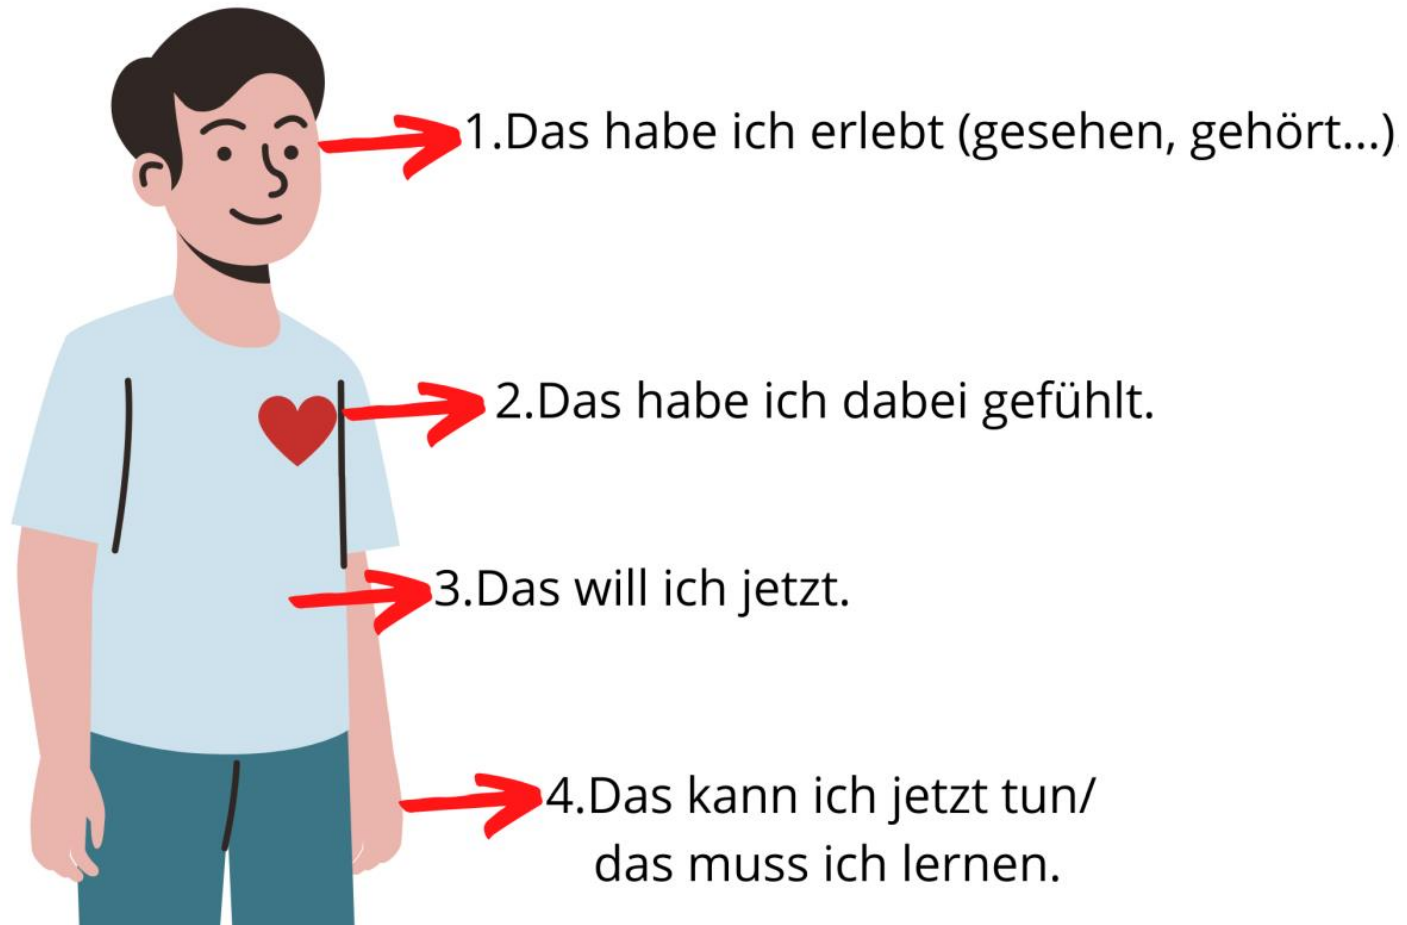 1.Das habe ich erlebt (gesehen, gehört...)
2.Das habe ich dabei gefühlt.
3.Das will ich jetzt.
4.Das kann ich jetzt tun/
das muss ich lernen.